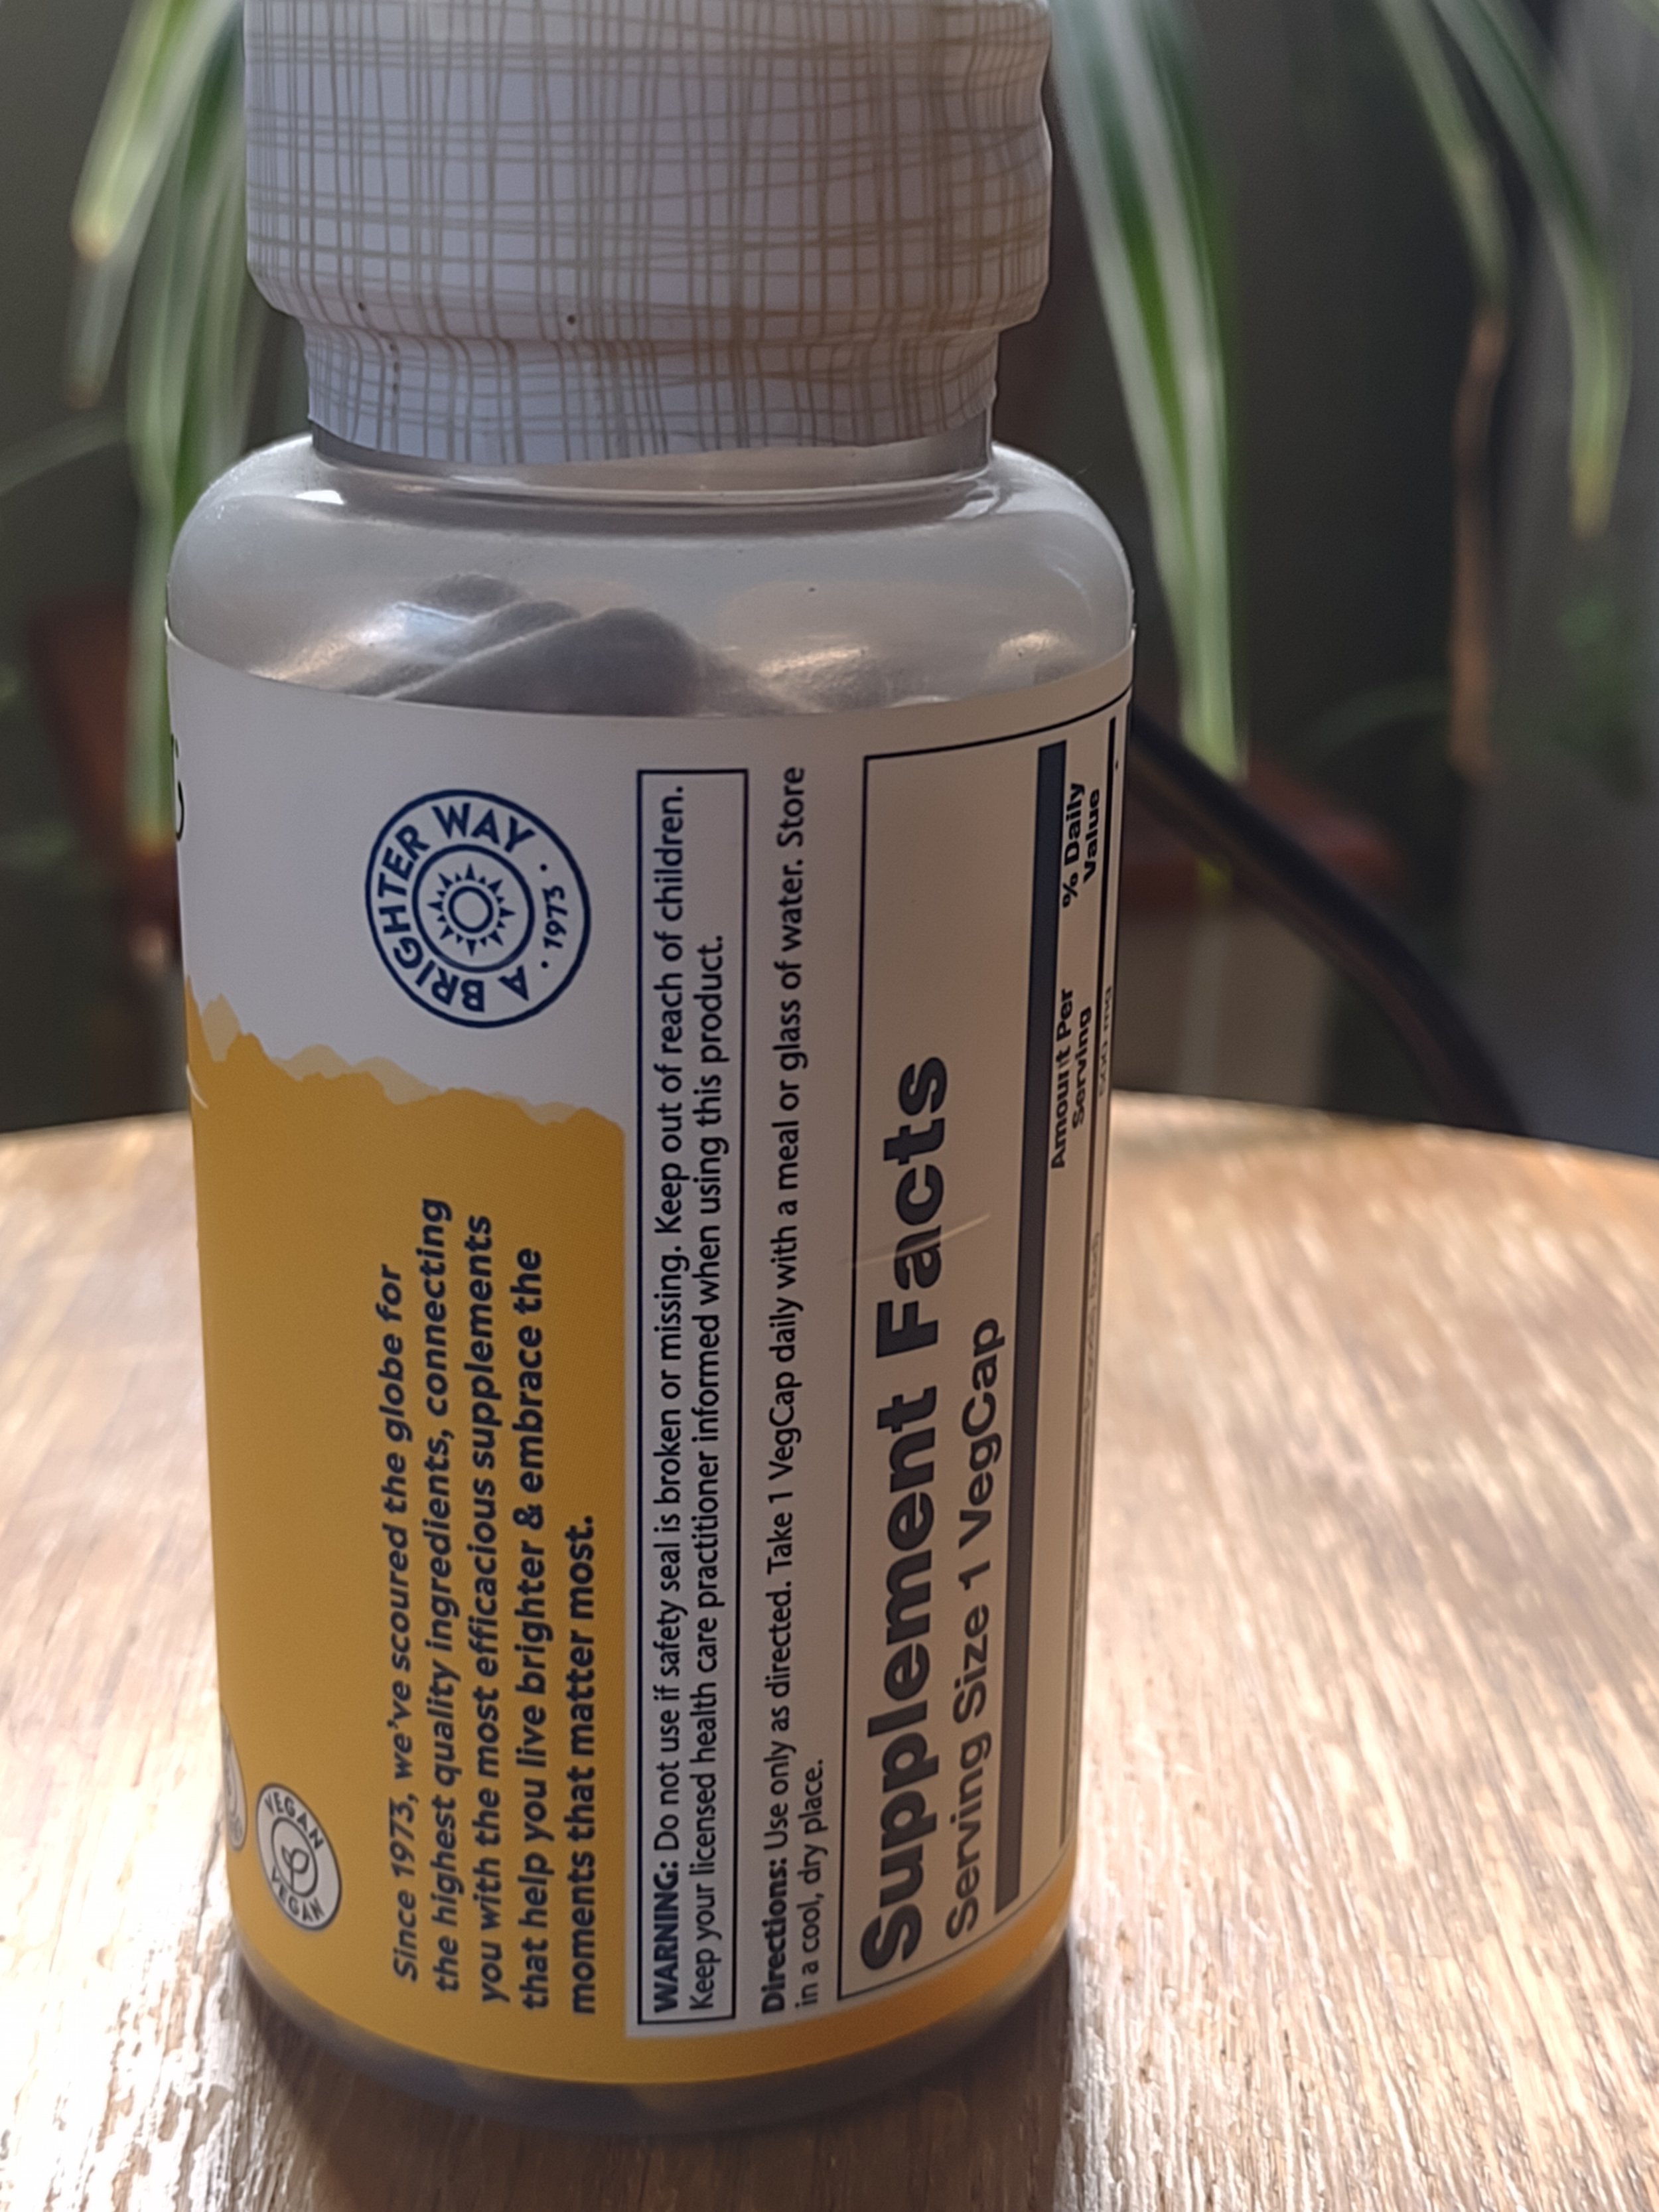 A BRIGHTER WAY
· 1973 ·
Since 1973, we've scoured the globe for
the highest quality ingredients, connecting
you with the most efficacious supplements
that help you live brighter & embrace the
moments that matter most.
VEGAN
VEGAN
WARNING: Do not use if safety seal is broken or missing. Keep out of reach of children.
Keep your licensed health care practitioner informed when using this product.
Directions: Use only as directed. Take 1 VegCap daily with a meal or glass of water. Store
in a cool, dry place.
Supplement Facts
Serving Size 1 VegCap
Amount Per
Serving
% Daily
Value